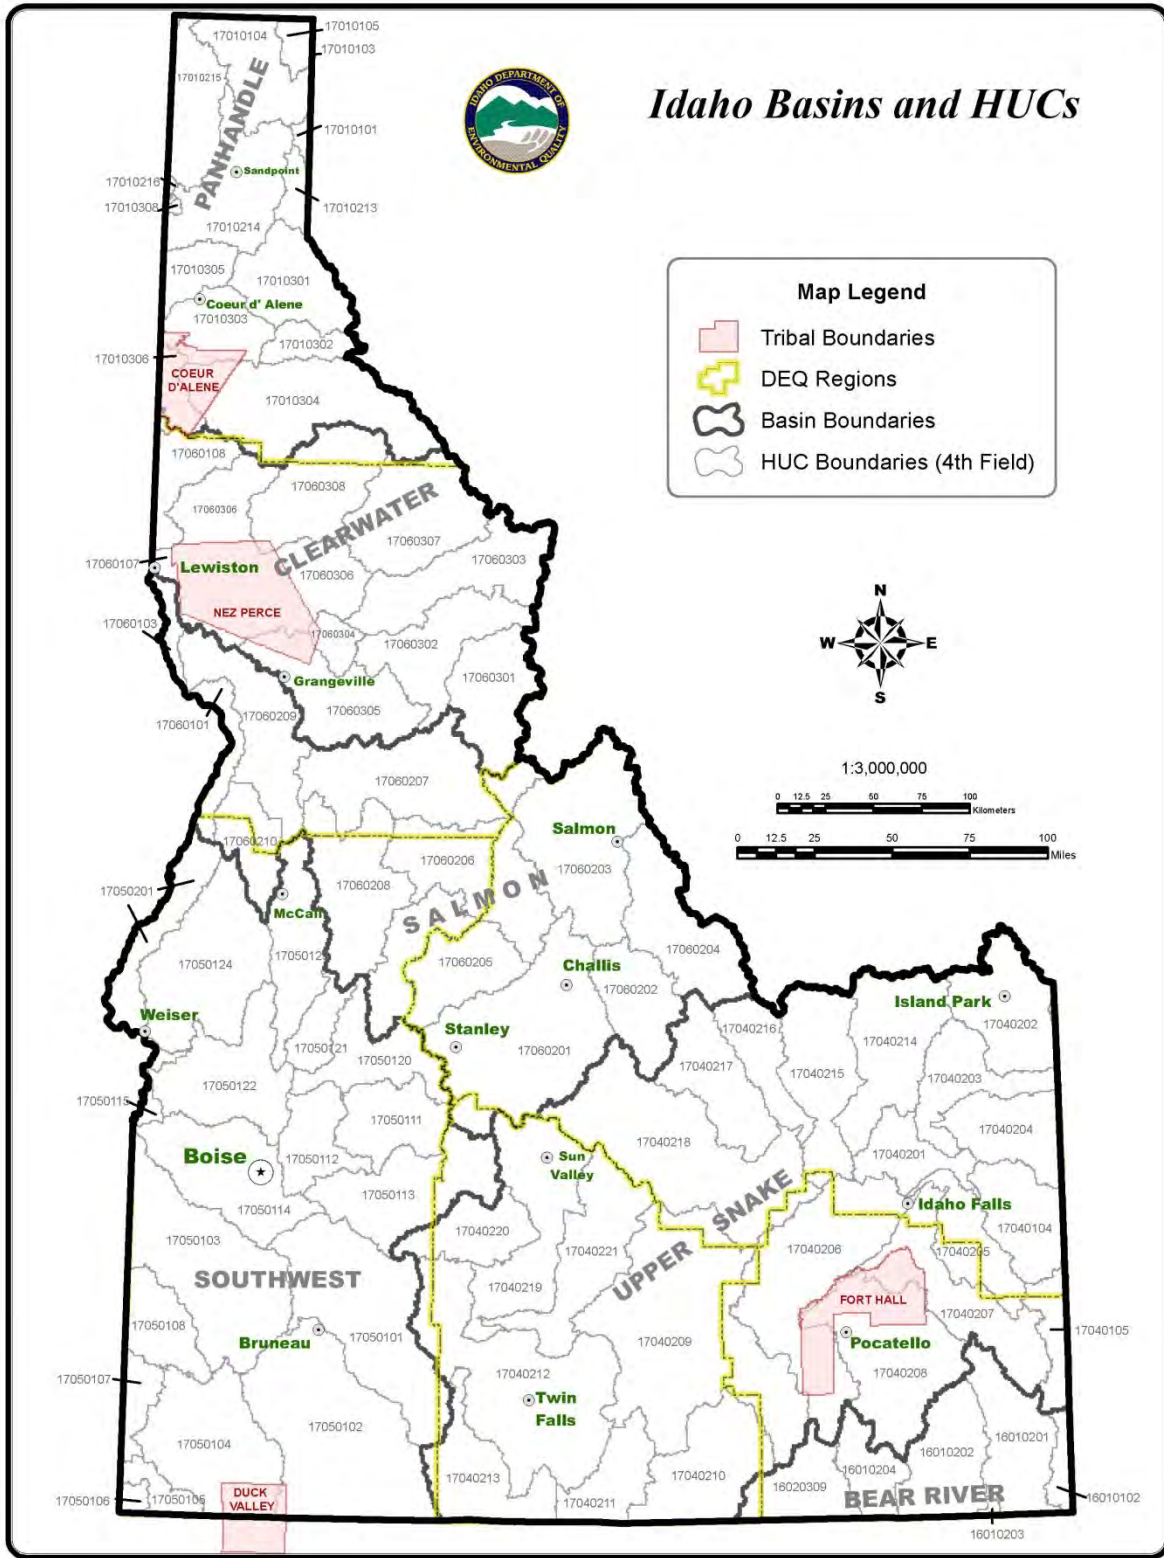 Idaho Basins and HUCs
IDAHO DEPARTMENT OF
ENVIRONMENTAL QUALITY
17010104
17010105
17010103
17010215
PANHANDLE
17010101
Sandpoint
17010216
17010308
17010213
17010214
17010305
17010301
Coeur d' Alene
17010303
17010302
17010306
COEUR
D'ALENE
17010304
Map Legend
Tribal Boundaries
DEQ Regions
Basin Boundaries
HUC Boundaries (4th Field)
17060108
17060308
CLEARWATER
17060306
17060307
17060303
17060107
Lewiston
17060306
NEZ PERCE
17060103
17060304
17060302
Grangeville
17060301
17060305
17060209
17060101
N
W
E
S
1:3,000,000
0 12.5 25 50 75 100
Kilometers
0 12.5 25 50 75 100
Miles
17060207
17060210
Salmon
17060206
17060203
17060208
SALMON
17050201
McCall
17050124
17060205
17060204
Challis
17060202
Island Park
Weiser
17040202
Stanley
17060201
17040216
17040214
17050121
17050120
17040217
17040215
17050122
17040203
17050115
17050111
17040218
17040204
Boise
17050112
Sun
Valley
17040201
17050113
17050114
Idaho Falls
17040104
17050103
17040220
17040221
UPPER SNAKE
17040206
17040205
SOUTHWEST
17040219
FORT HALL
17040207
17050108
Bruneau
17050101
17040209
Pocatello
17040105
17050107
17040212
17040208
Twin
Falls
17050102
17050104
16010201
16010202
17040213
17040210
16010204
16020309
DUCK
VALLEY
17050106
17050105
17040211
BEAR RIVER
16010102
16010203